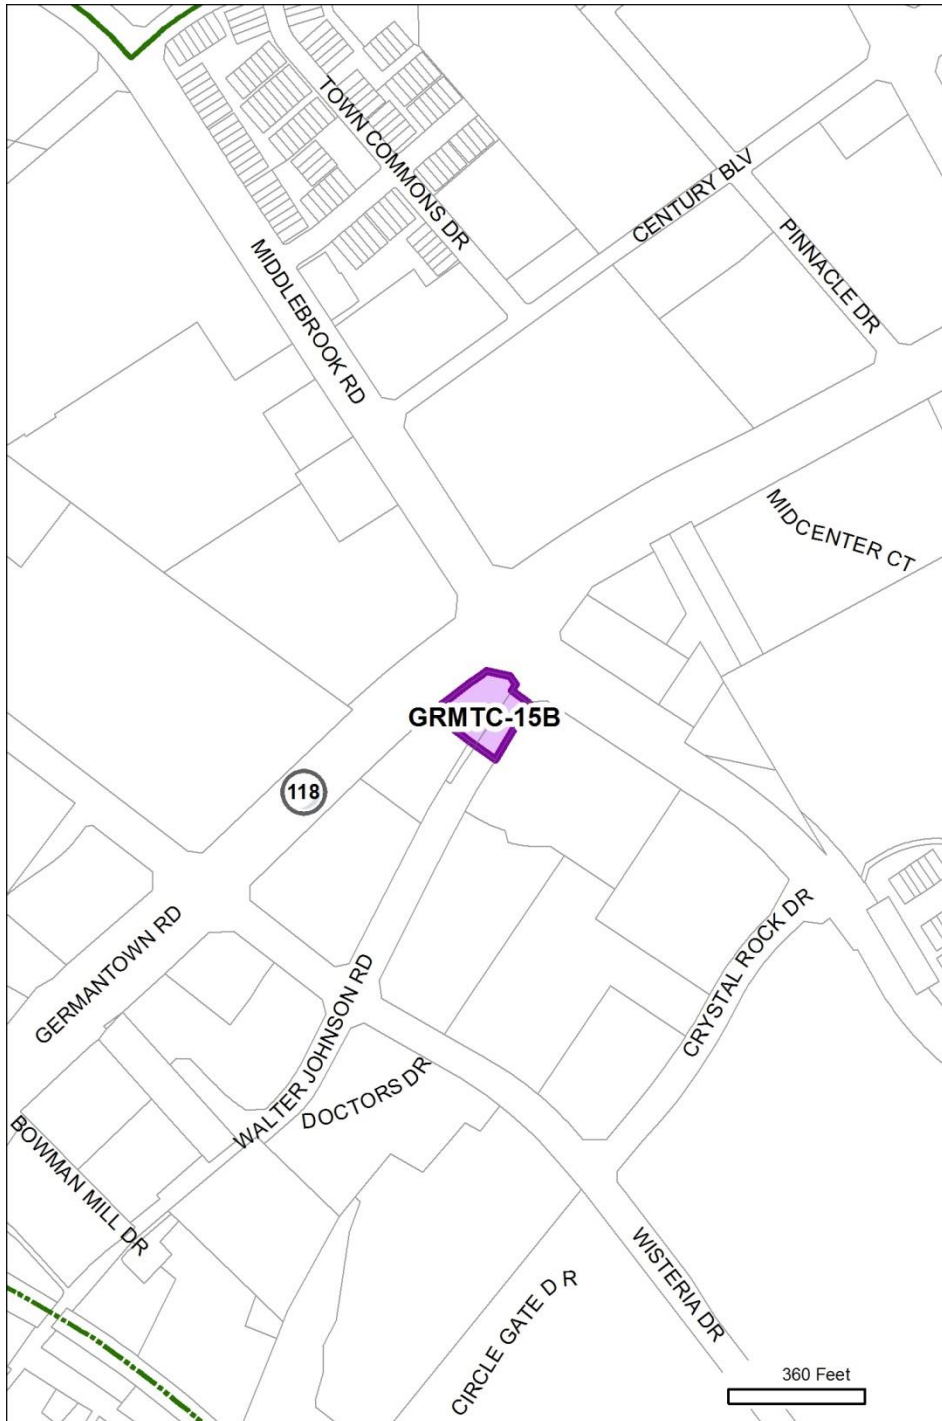 TOWN COMMONS DR
CENTURY BLV
PINNACLE DR
MIDDLEBROOK RD
MIDCENTER CT
GRMTC-15B
118
GERMANTOWN RD
CRYSTAL ROCK DR
WALTER JOHNSON RD
DOCTORS DR
BOWMAN MILL DR
WISTERIA DR
CIRCLE GATE D R
360 Feet